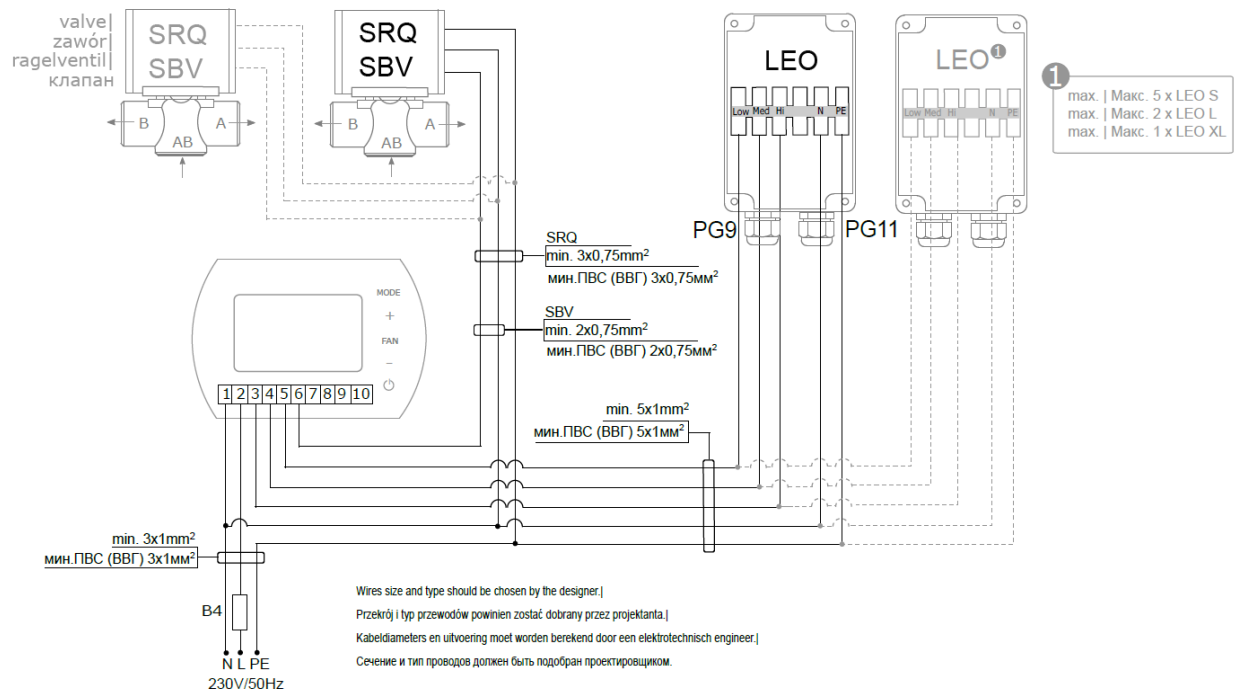 valve|
zawór|
ragelventil|
клапан
SRQ
SBV
B
A
AB
SRQ
SBV
B
A
AB
LEO
Low Med Hi N PE
LEO1
Low Med Hi N PE
1
max. | Макс. 5 x LEO S
max. | Макс. 2 x LEO L
max. | Макс. 1 x LEO XL
PG9
PG11
SRQ
min. 3x0,75mm²
мин.ПВС (ВВГ) 3x0,75мм²
SBV
min. 2x0,75mm²
мин.ПВС (ВВГ) 2x0,75мм²
MODE
+
FAN
−
1 2 3 4 5 6 7 8 9 10
min. 5x1mm²
мин.ПВС (ВВГ) 5x1мм²
min. 3x1mm²
мин.ПВС (ВВГ) 3x1мм²
B4
N L PE
230V/50Hz
Wires size and type should be chosen by the designer.|
Przekrój i typ przewodów powinien zostać dobrany przez projektanta.|
Kabeldiameters en uitvoering moet worden berekend door een elektrotechnisch engineer.|
Сечение и тип проводов должен быть подобран проектировщиком.